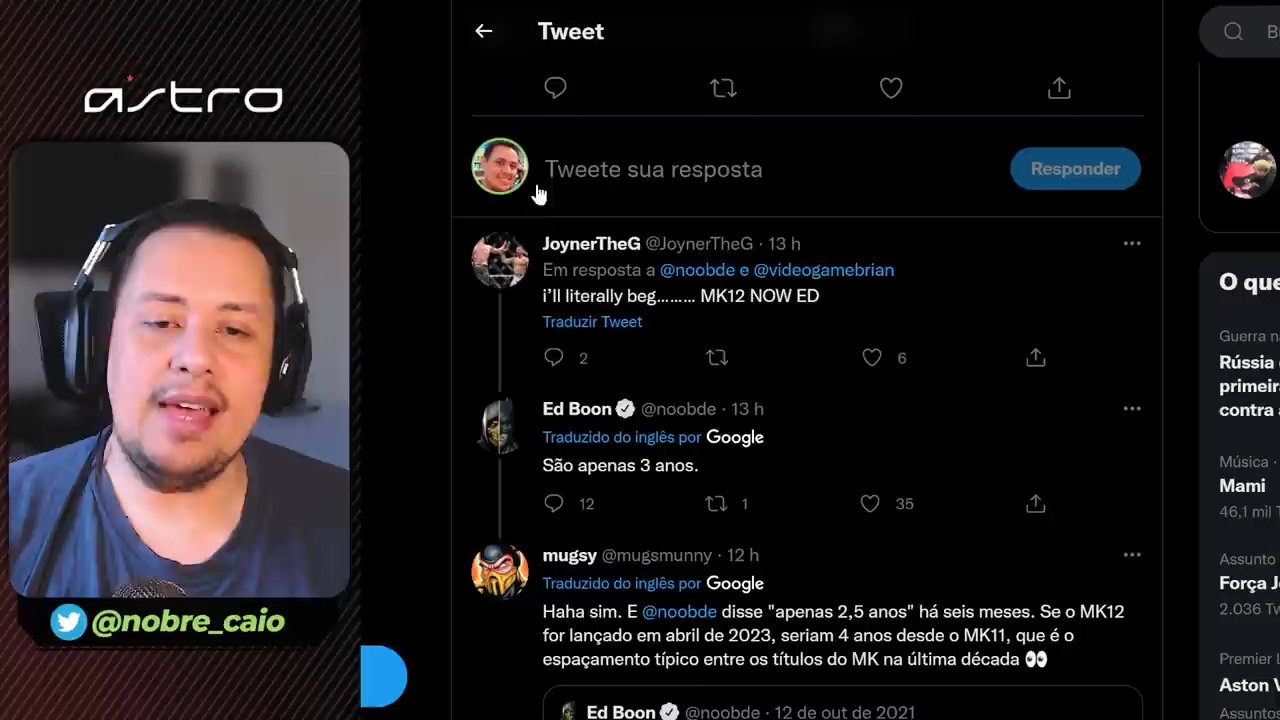 astro
@nobre_caio
Tweet
Tweete sua resposta
Responder
JoynerTheG @JoynerTheG · 13 h
Em resposta a @noobde e @videogamebrian
i'll literally beg......... MK12 NOW ED
Traduzir Tweet
2
6
Ed Boon @noobde · 13 h
Traduzido do inglês por Google
São apenas 3 anos.
12
1
35
mugsy @mugsmunny · 12 h
Traduzido do inglês por Google
Haha sim. E @noobde disse "apenas 2,5 anos" há seis meses. Se o MK12
for lançado em abril de 2023, seriam 4 anos desde o MK11, que é o
espaçamento típico entre os títulos do MK na última década 👀
Ed Boon @noobde · 12 de out de 2021
O que
Guerra n
Rússia
primeira
contra a
Música ·
Mami
46,1 mil T
Assunto
Força J
2.036 Tw
Premier L
Aston V
Assuntos